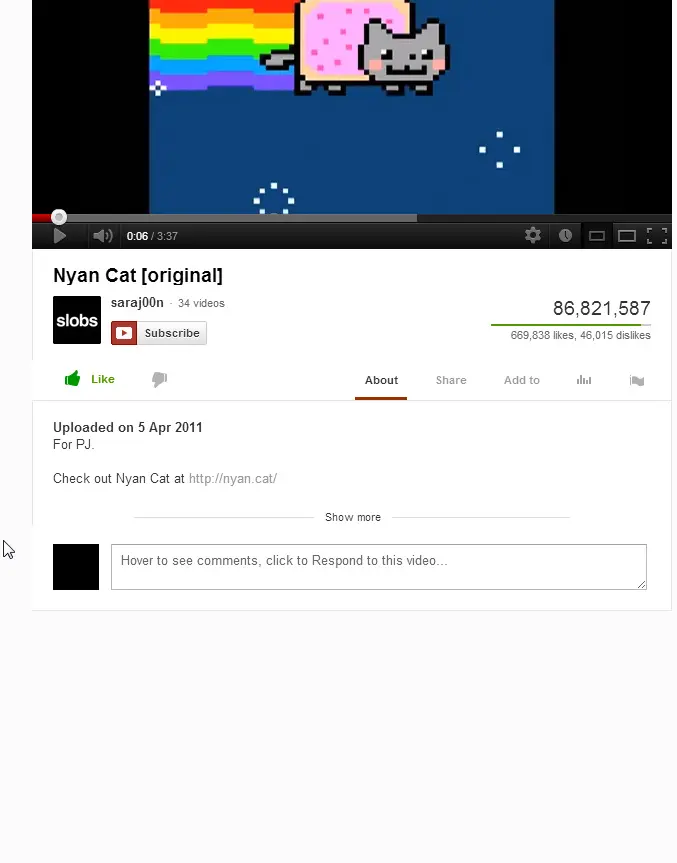 0:06 / 3:37
Nyan Cat [original]
slobs
saraj00n · 34 videos
Subscribe
86,821,587
669,838 likes, 46,015 dislikes
Like
About Share Add to
Uploaded on 5 Apr 2011
For PJ.
Check out Nyan Cat at http://nyan.cat/
Show more
Hover to see comments, click to Respond to this video...